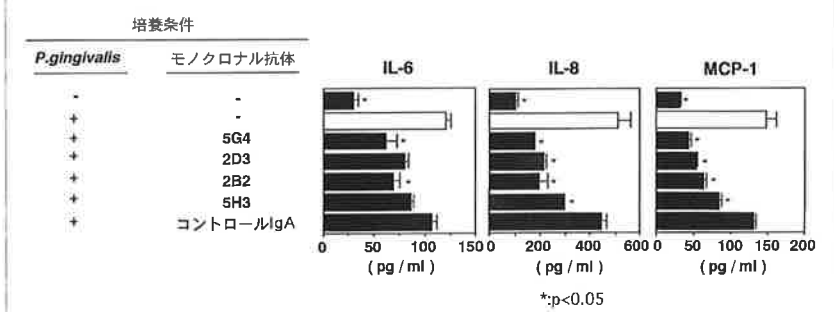 培養条件
P.gingivalis モノクロナル抗体 IL-6 IL-8 MCP-1
- - * * *
+ -
+ 5G4 * * *
+ 2D3 * *
+ 2B2 * * *
+ 5H3 * *
+ コントロールIgA
0 50 100 150 0 200 400 600 0 50 100 150 200
( pg / ml ) ( pg / ml ) ( pg / ml )
*:p<0.05